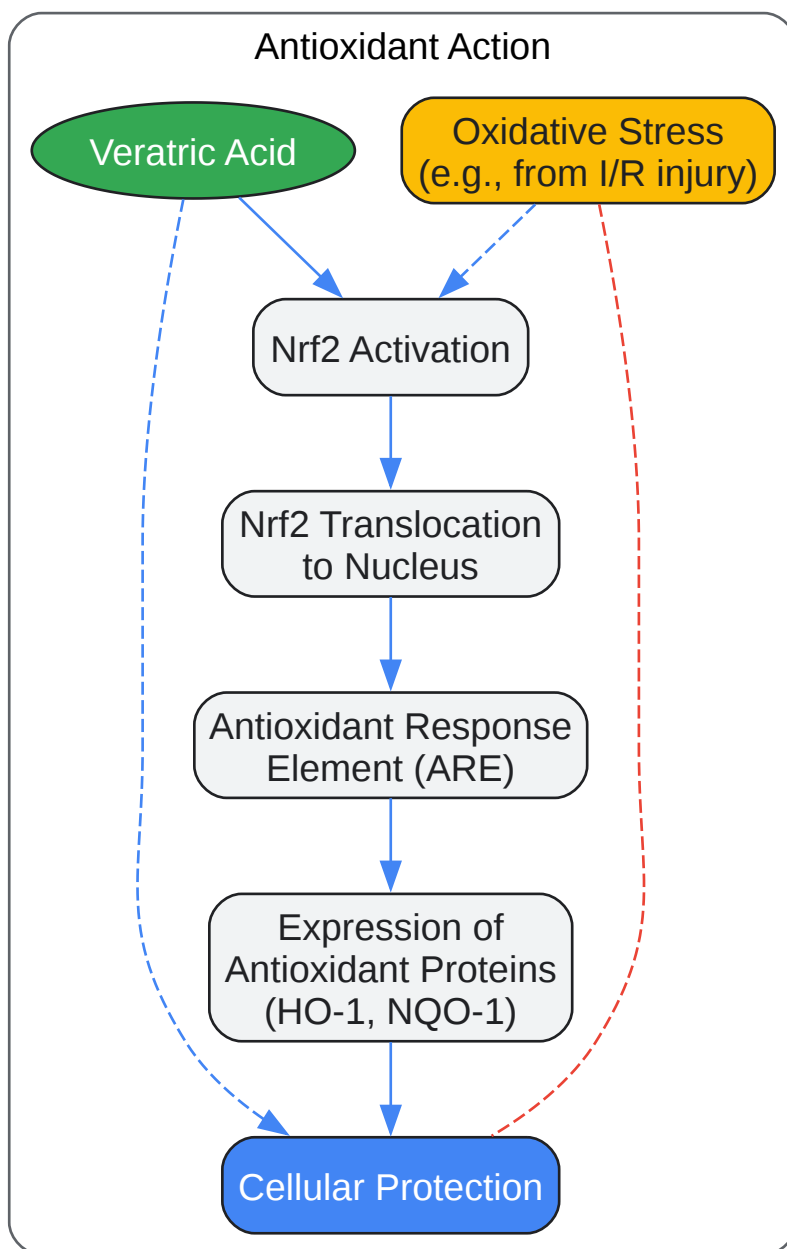 Antioxidant Action
Veratric Acid
Oxidative Stress
(e.g., from I/R injury)
Nrf2 Activation
Nrf2 Translocation
to Nucleus
Antioxidant Response
Element (ARE)
Expression of
Antioxidant Proteins
(HO-1, NQO-1)
Cellular Protection